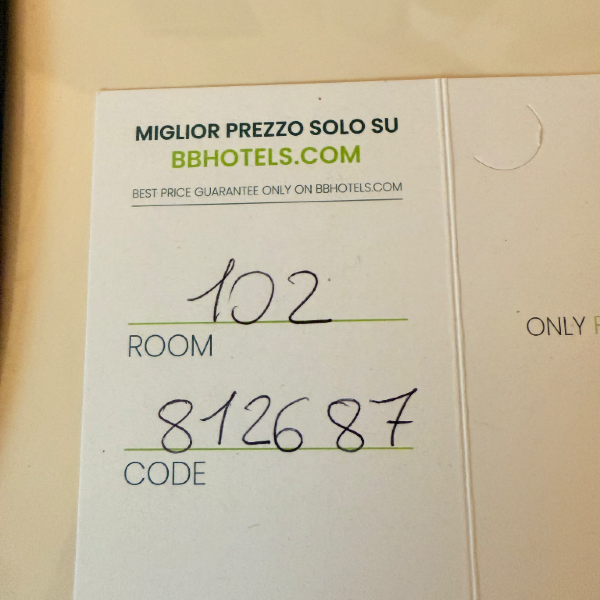 MIGLIOR PREZZO SOLO SU
BBHOTELS.COM
BEST PRICE GUARANTEE ONLY ON BBHOTELS.COM
102
ROOM
812687
CODE
ONLY